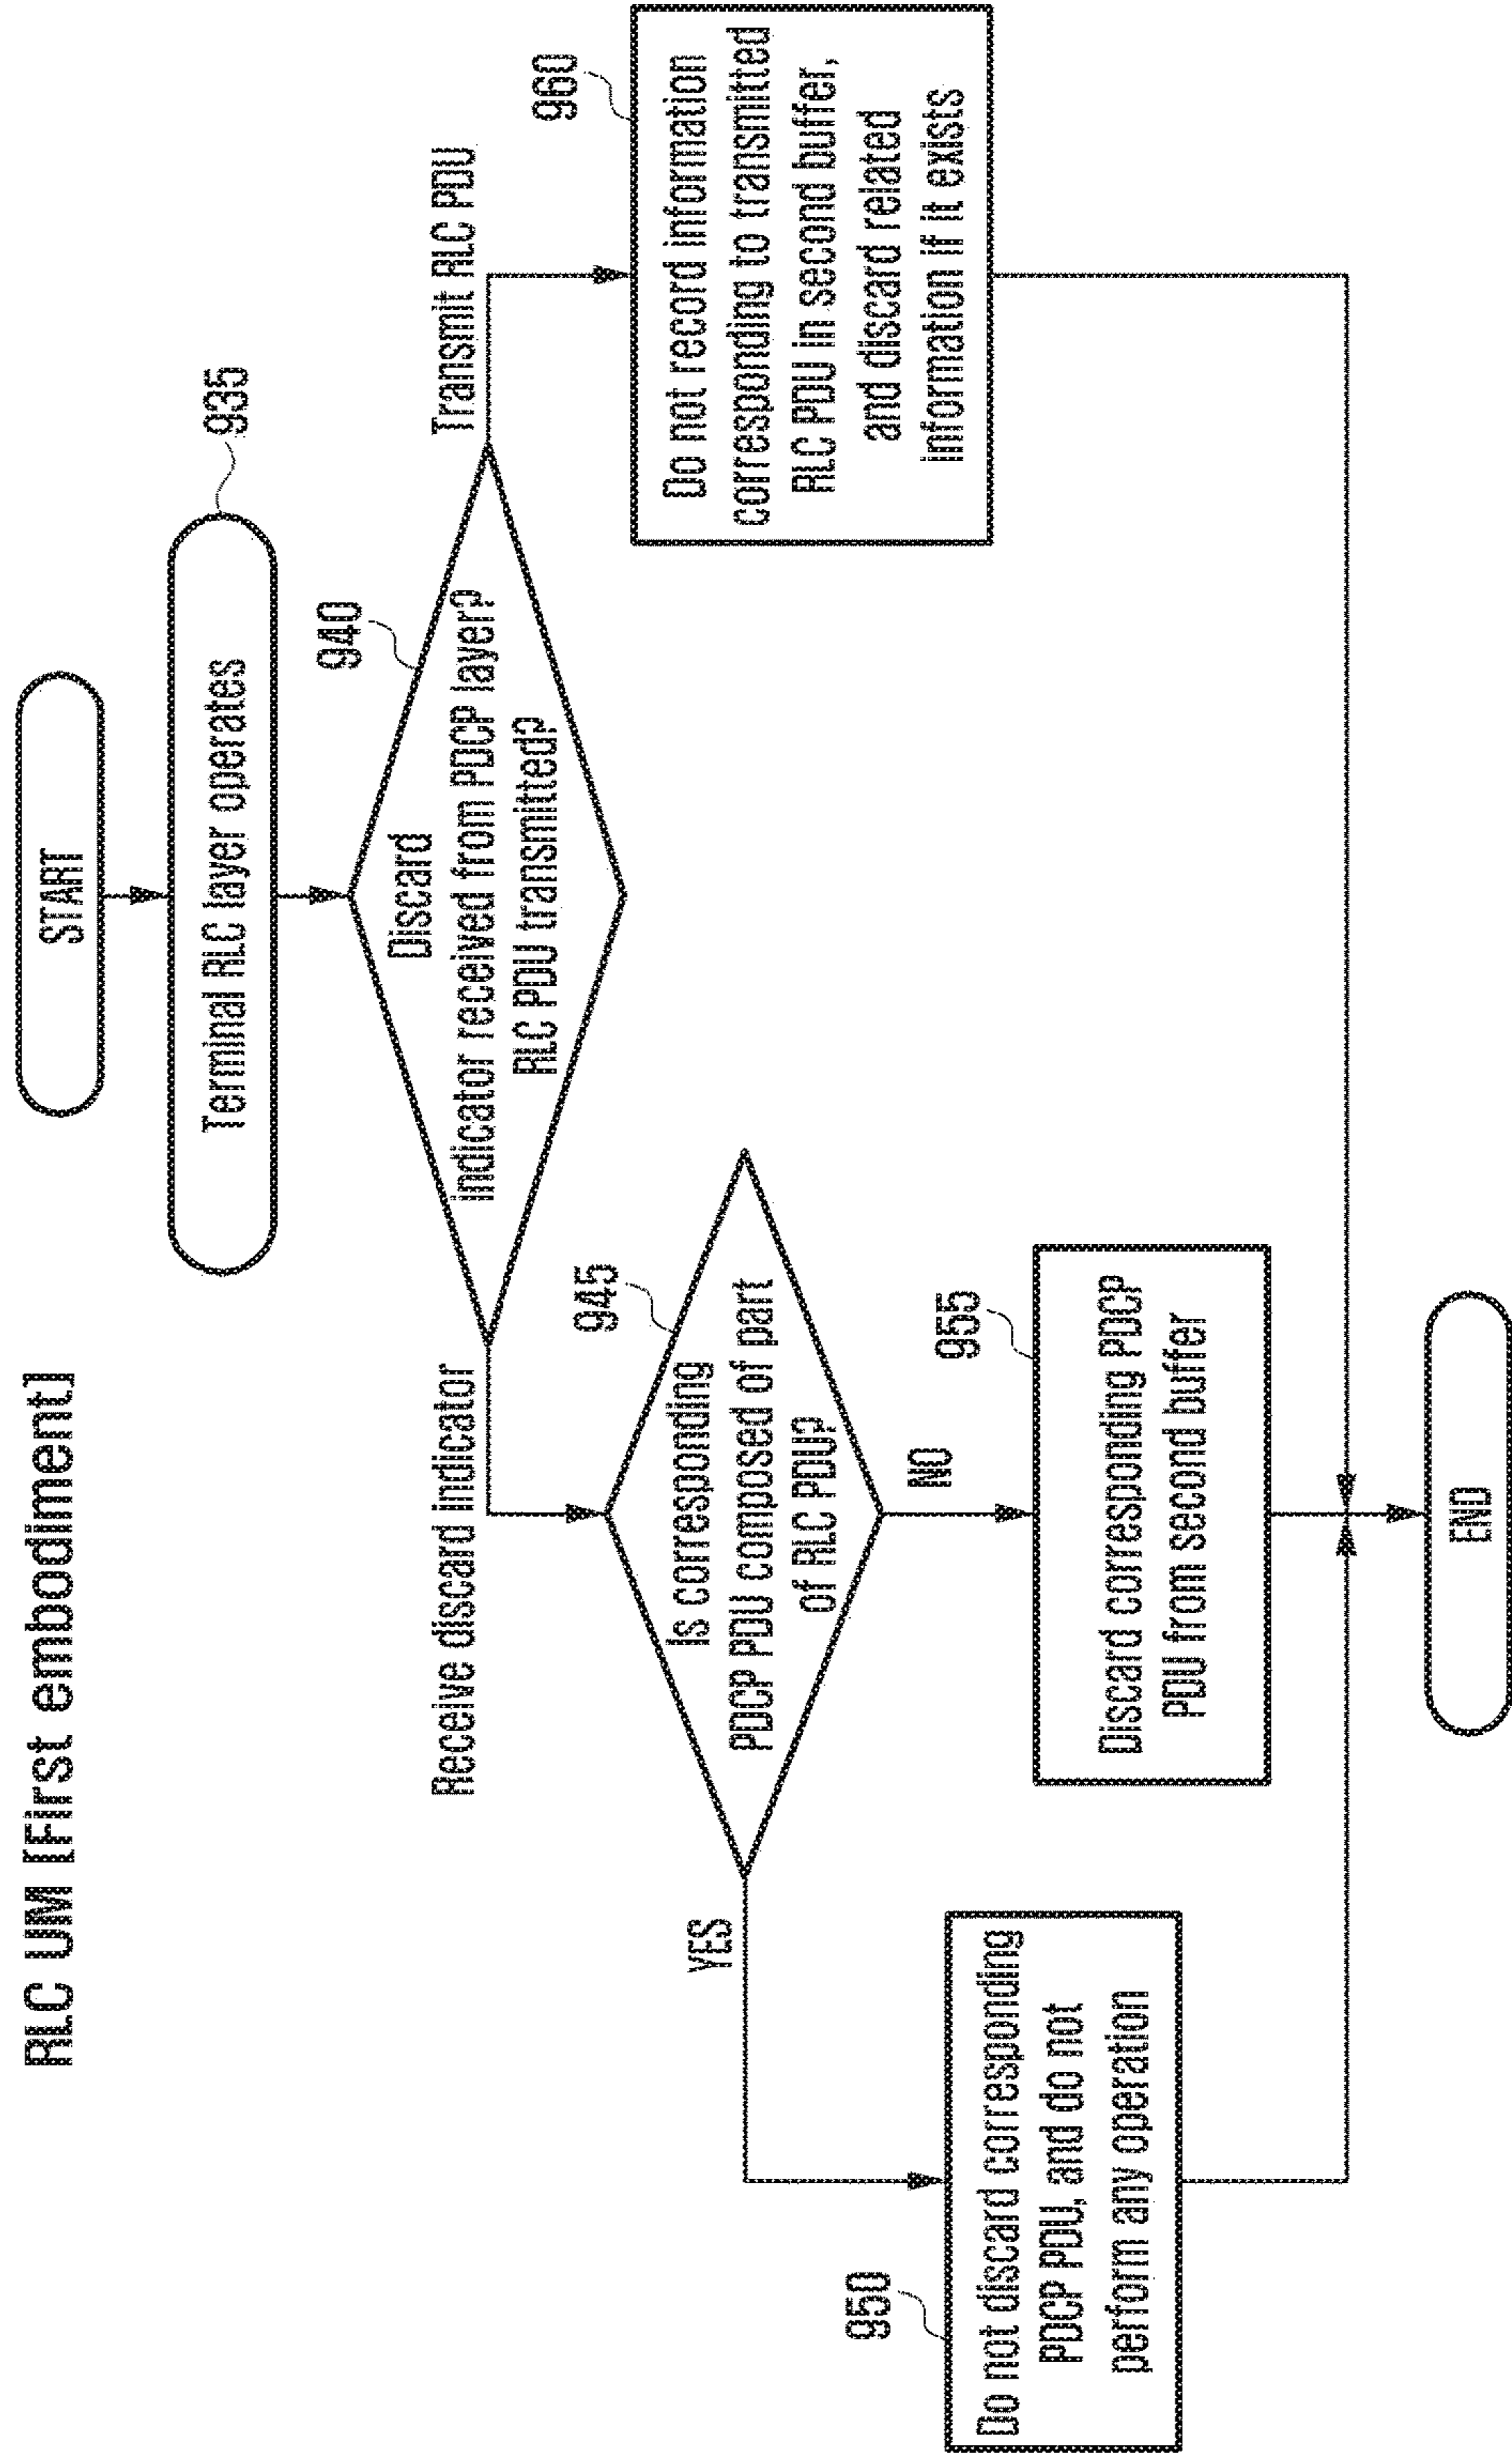 RLC UM [First embodiment]
START
Terminal RLC layer operates
935
940
Discard
indicator received from PDCP layer?
RLC PDU transmitted?
Receive discard indicator
Transmit RLC PDU
945
Is corresponding
PDCP PDU composed of part
of RLC PDU?
YES
NO
960
Do not record information
corresponding to transmitted
RLC PDU in second buffer,
and discard related
information if it exists
950
Do not discard corresponding
PDCP PDU, and do not
perform any operation
955
Discard corresponding PDCP
PDU from second buffer
END